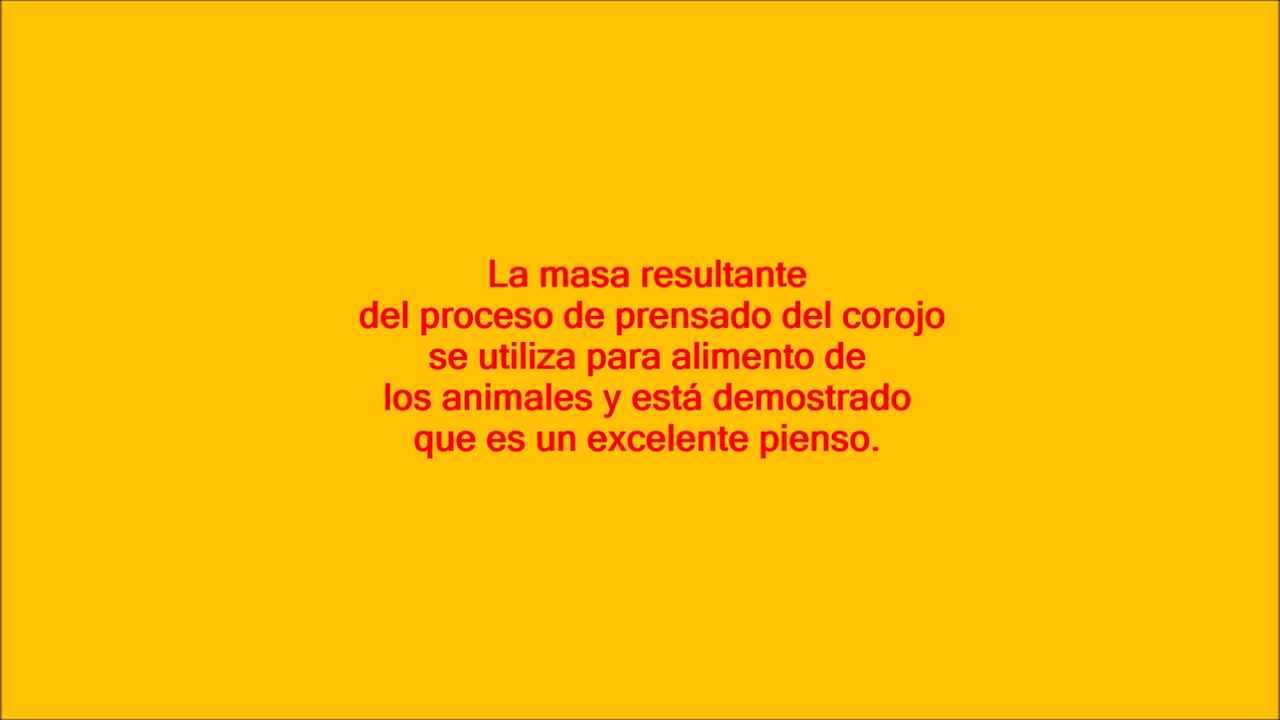 La masa resultante
del proceso de prensado del corojo
se utiliza para alimento de
los animales y está demostrado
que es un excelente pienso.